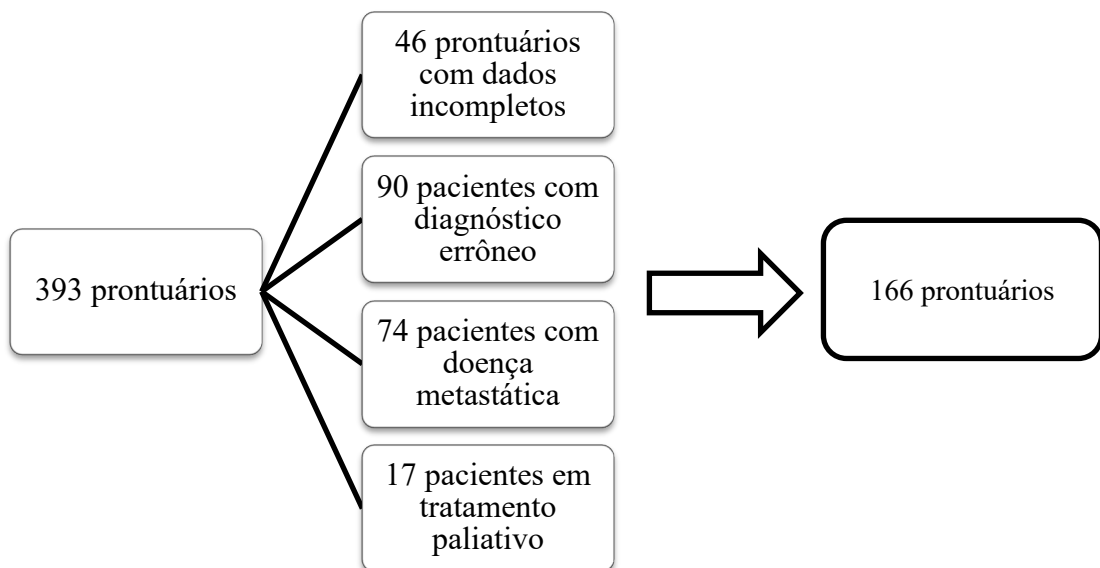 393 prontuários
46 prontuários
com dados
incompletos
90 pacientes com
diagnóstico
errôneo
74 pacientes com
doença
metastática
17 pacientes em
tratamento
paliativo
166 prontuários